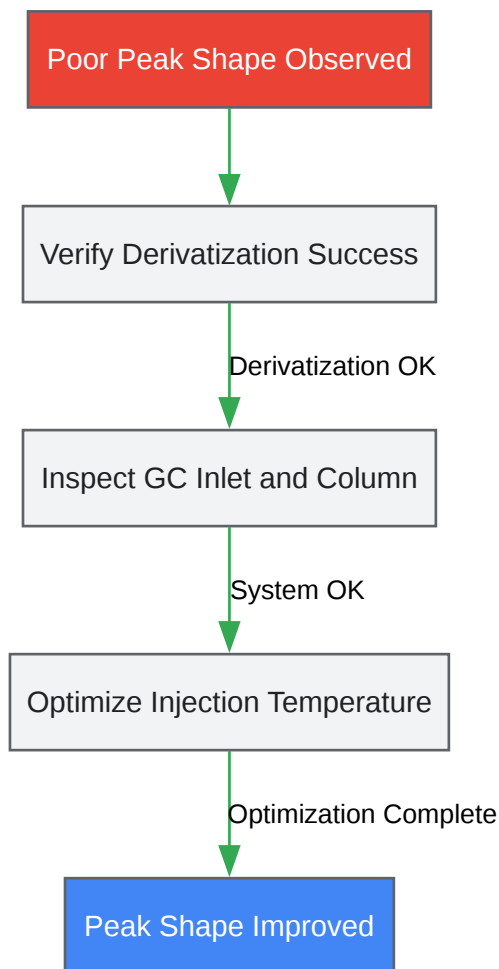 Poor Peak Shape Observed
Verify Derivatization Success
Derivatization OK
Inspect GC Inlet and Column
System OK
Optimize Injection Temperature
Optimization Complete
Peak Shape Improved